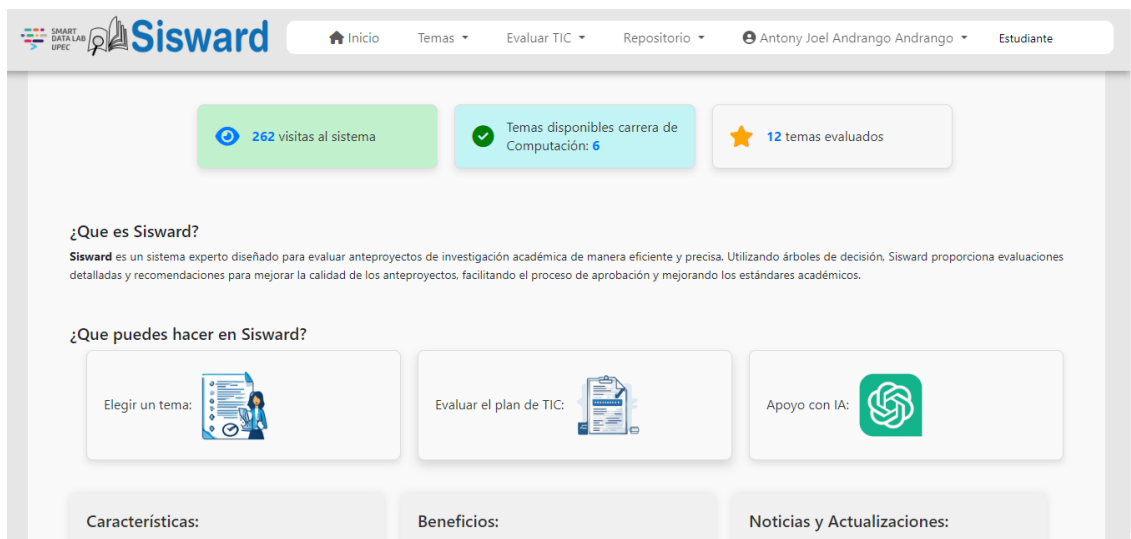 SMART
DATA LAB
UPEC
Sisward
Inicio
Temas
Evaluar TIC
Repositorio
Antony Joel Andrango Andrango
Estudiante
262 visitas al sistema
Temas disponibles carrera de
Computación: 6
12 temas evaluados
¿Que es Sisward?
Sisward es un sistema experto diseñado para evaluar anteproyectos de investigación académica de manera eficiente y precisa. Utilizando árboles de decisión, Sisward proporciona evaluaciones
detalladas y recomendaciones para mejorar la calidad de los anteproyectos, facilitando el proceso de aprobación y mejorando los estándares académicos.
¿Que puedes hacer en Sisward?
Elegir un tema:
Evaluar el plan de TIC:
Apoyo con IA:
Características:
Beneficios:
Noticias y Actualizaciones: